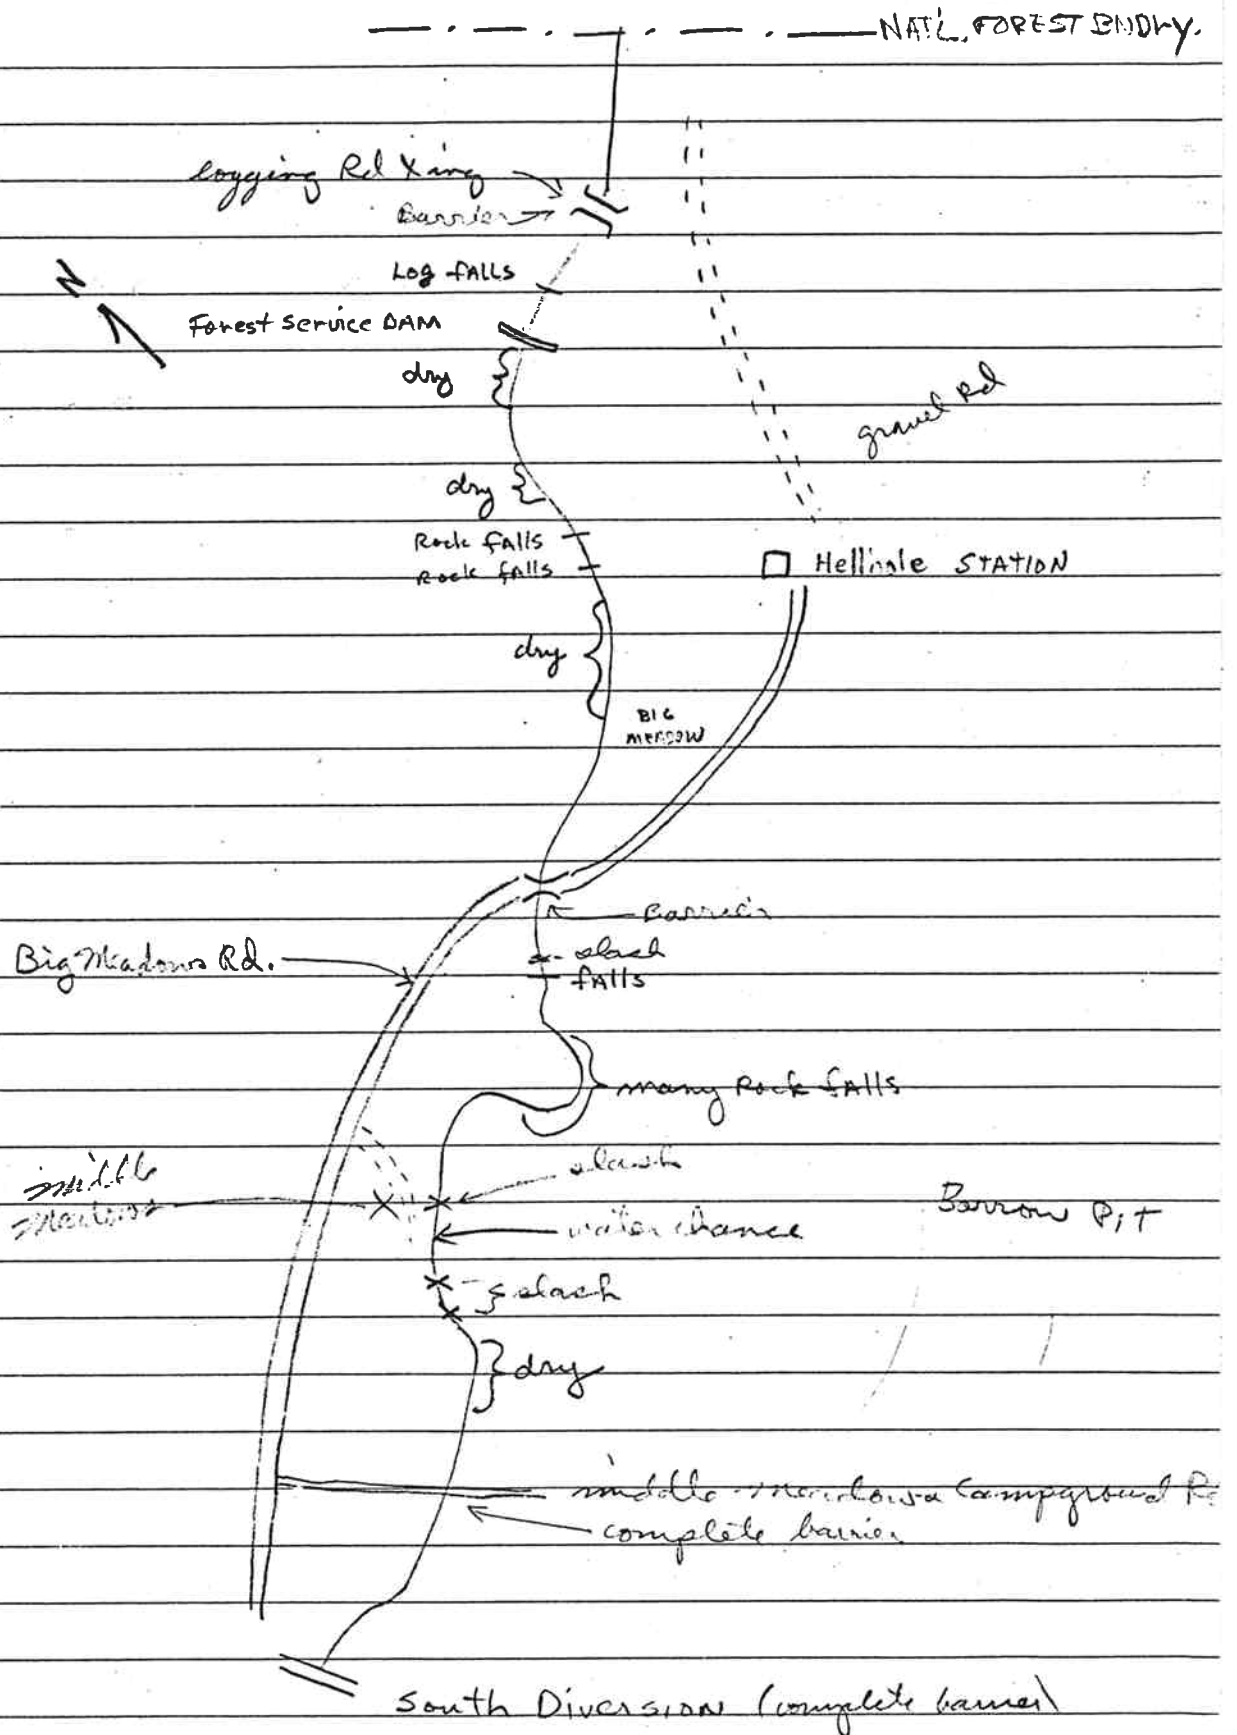 NAT'L. FOREST BNDRY.
logging Rd Xing
Barrier
N
LOG fALLS
Forest Service DAM
dry
gravel Rd
dry
Rock fAlls
Rock fAlls
Hellhole STATION
dry
BIG
MEADOW
Barrier
slash
Big Meadows Rd.
fAlls
many Rock fAlls
slash
middle
meadows
Barrow Pit
water chance
slash
dry
middle meadows Campground R
complete barrier
South Diversion (complete barrier)